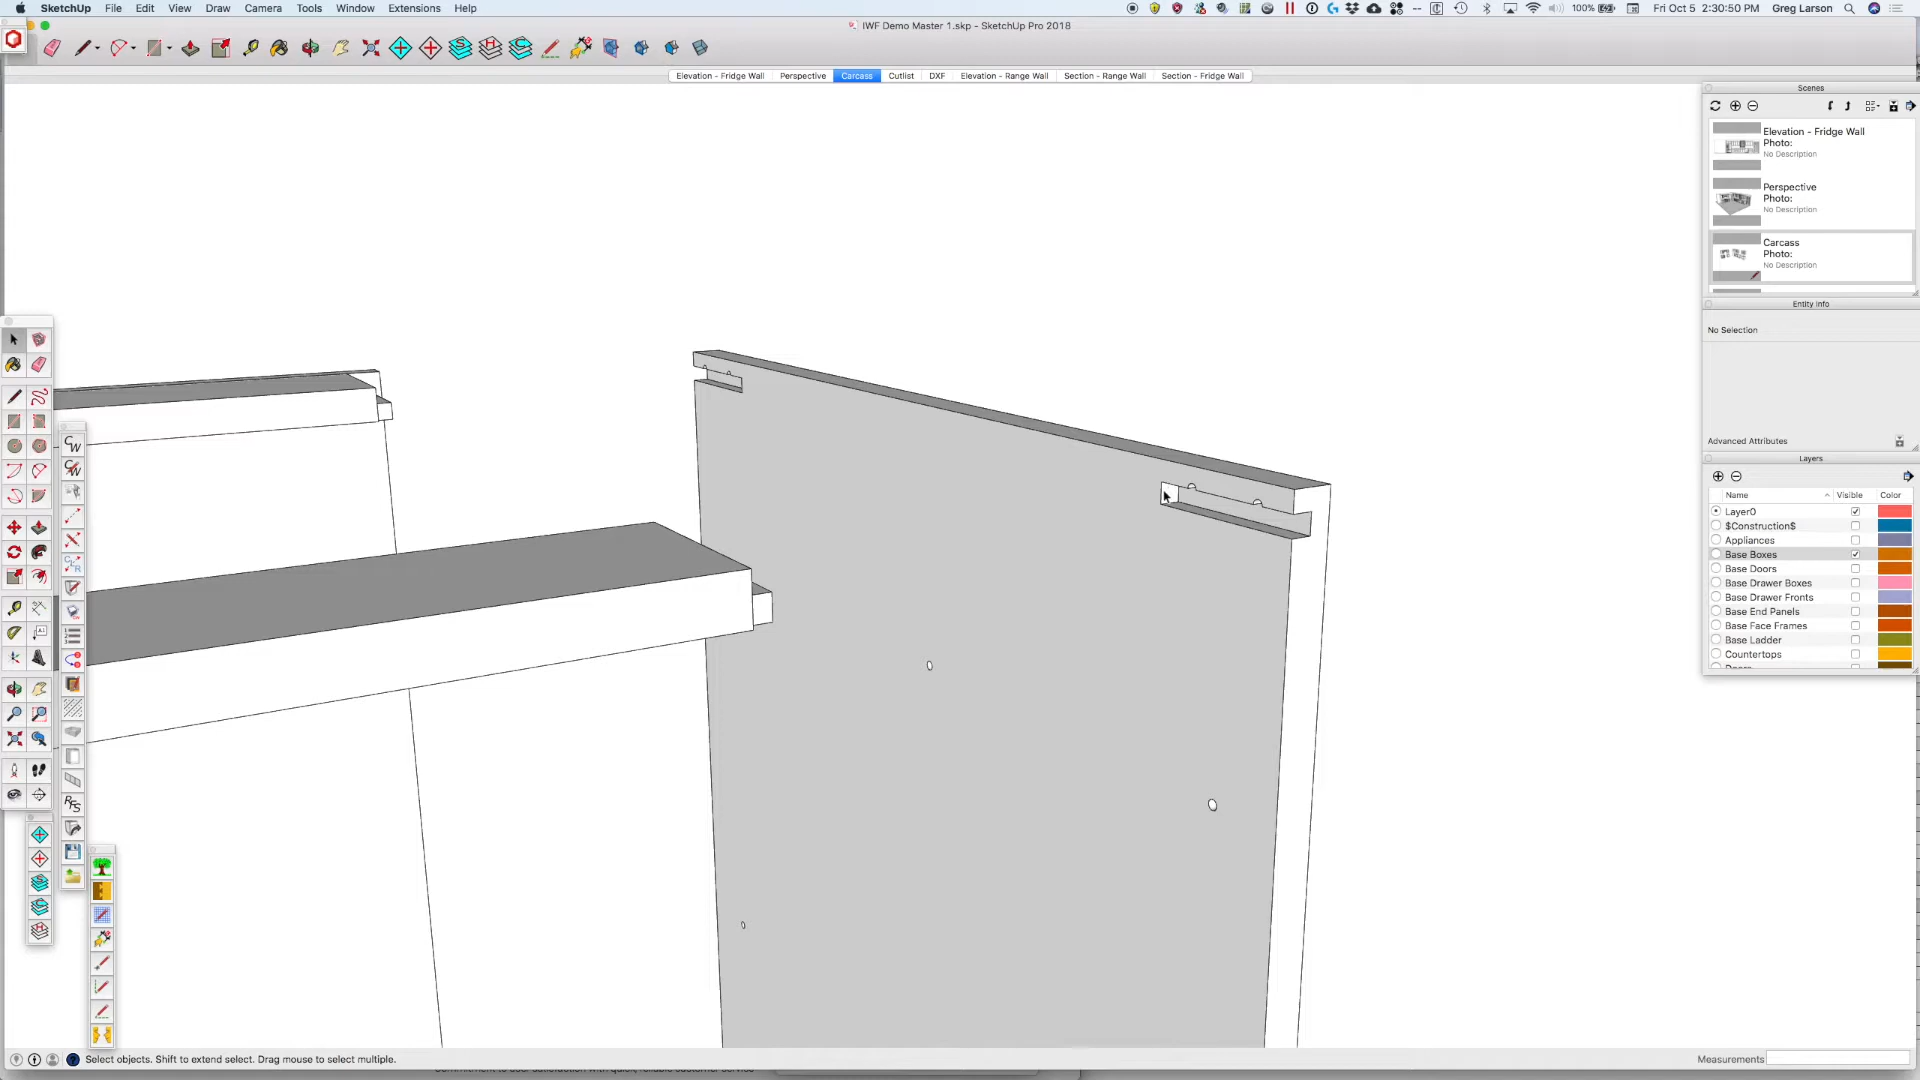 SketchUp File Edit View Draw Camera Tools Window Extensions Help
100% Fri Oct 5 2:30:50 PM Greg Larson
IWF Demo Master 1.skp - SketchUp Pro 2018
Elevation - Fridge Wall Perspective Carcass Cutlist DXF Elevation - Range Wall Section - Range Wall Section - Fridge Wall
Scenes
Elevation - Fridge Wall
Photo:
No Description
Perspective
Photo:
No Description
Carcass
Photo:
No Description
Entity Info
No Selection
Advanced Attributes
Layers
Name Visible Color
Layer0
$Construction$
Appliances
Base Boxes
Base Doors
Base Drawer Boxes
Base Drawer Fronts
Base End Panels
Base Face Frames
Base Ladder
Countertops
CW
CW
RFS
Select objects. Shift to extend select. Drag mouse to select multiple.
Measurements